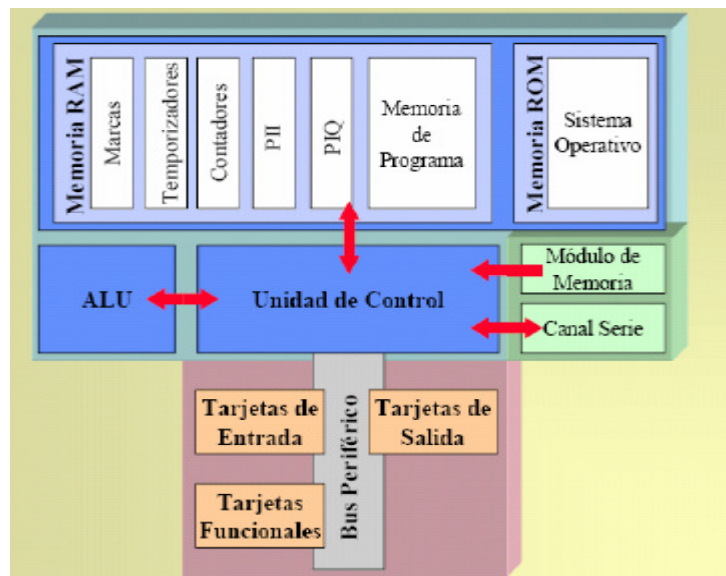 Memoria RAM
Marcas
Temporizadores
Contadores
PII
PIQ
Memoria
de
Programa
Memoria ROM
Sistema
Operativo
ALU
Unidad de Control
Módulo de
Memoria
Canal Serie
Tarjetas de
Entrada
Tarjetas de
Salida
Tarjetas
Funcionales
Bus Periférico